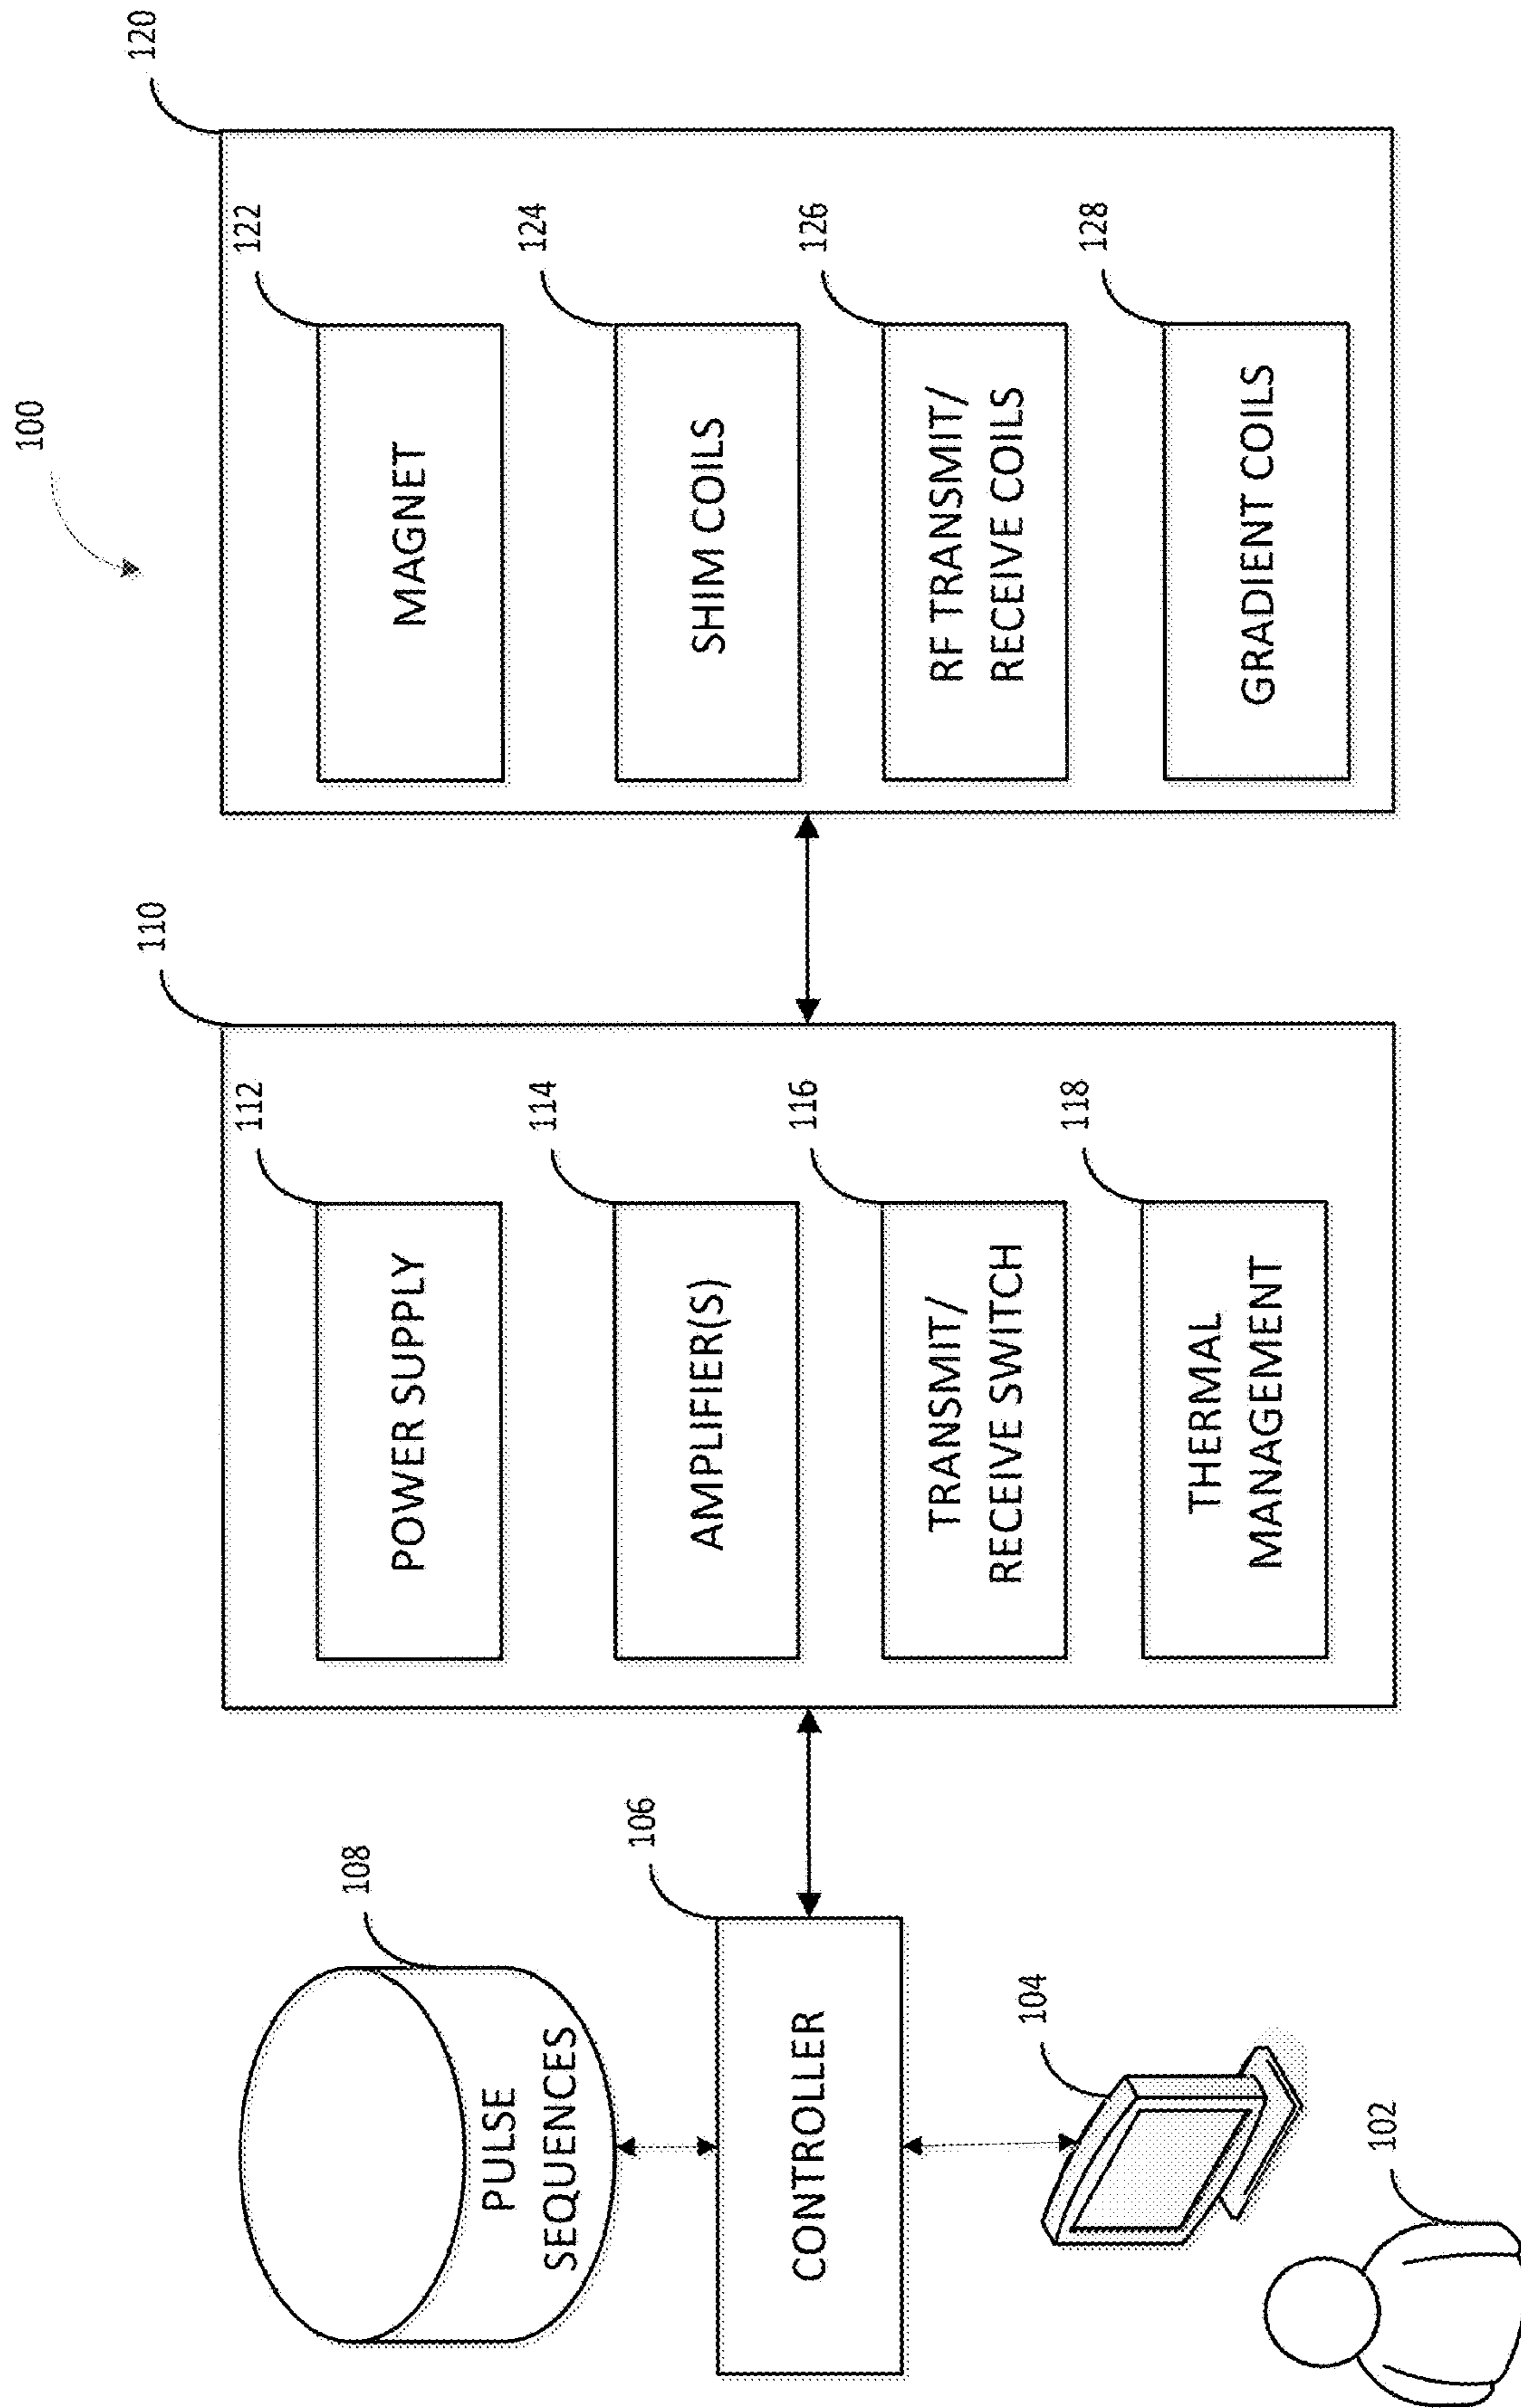 100
108
PULSE
SEQUENCES
106
CONTROLLER
104
102
110
112
POWER SUPPLY
114
AMPLIFIER(S)
116
TRANSMIT/
RECEIVE SWITCH
118
THERMAL
MANAGEMENT
120
122
MAGNET
124
SHIM COILS
126
RF TRANSMIT/
RECEIVE COILS
128
GRADIENT COILS